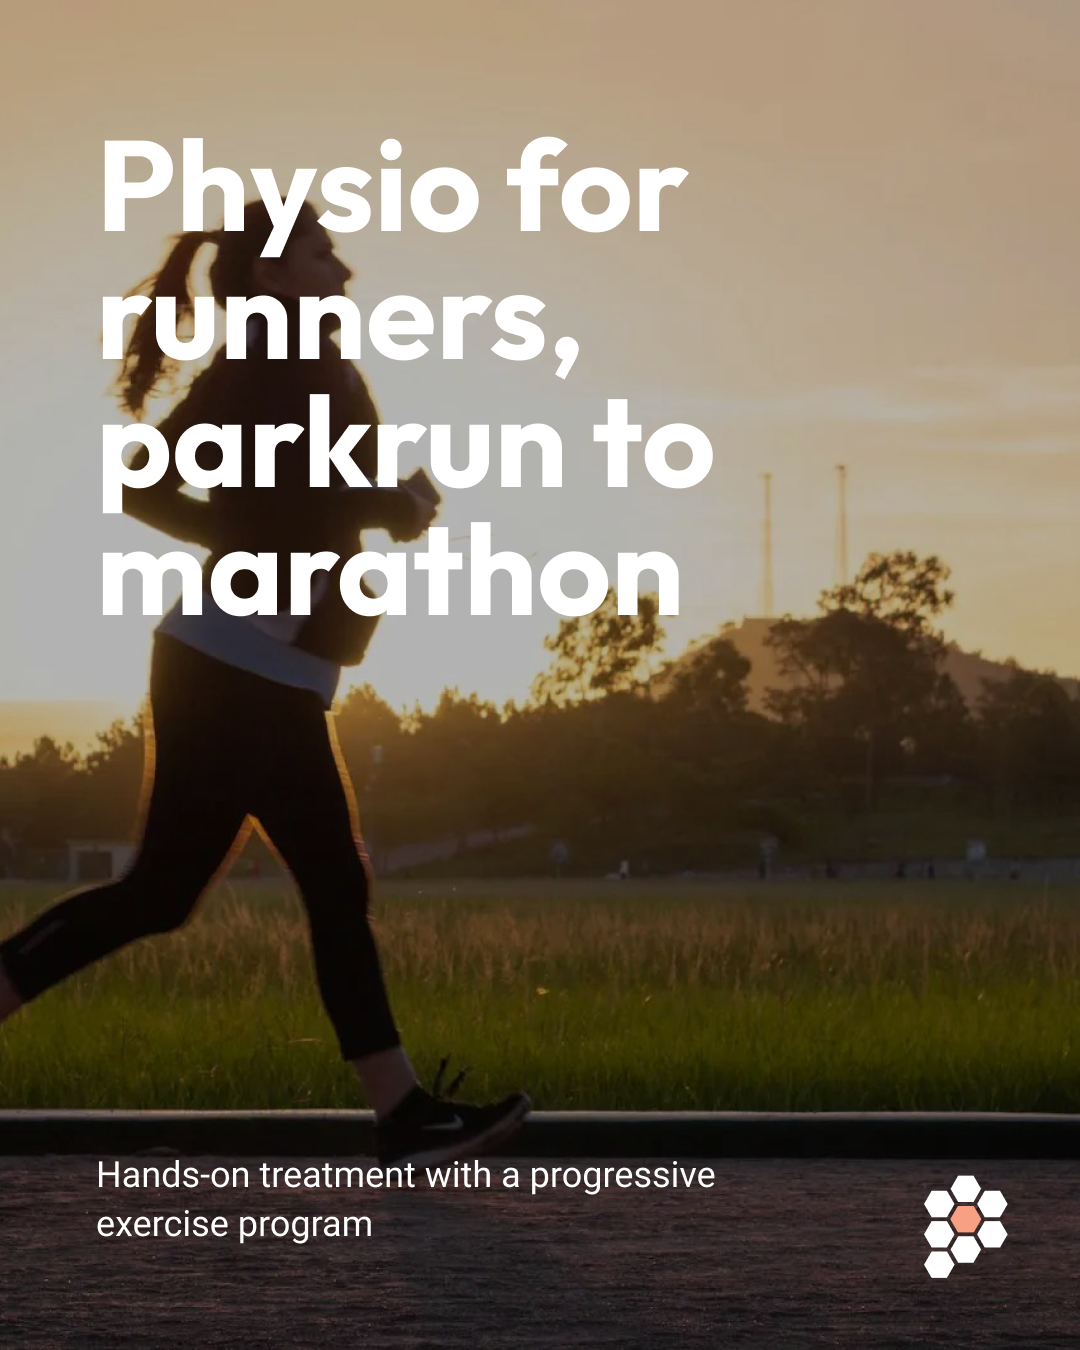 Physio for
runners,
parkrun to
marathon
Hands-on treatment with a progressive
exercise program